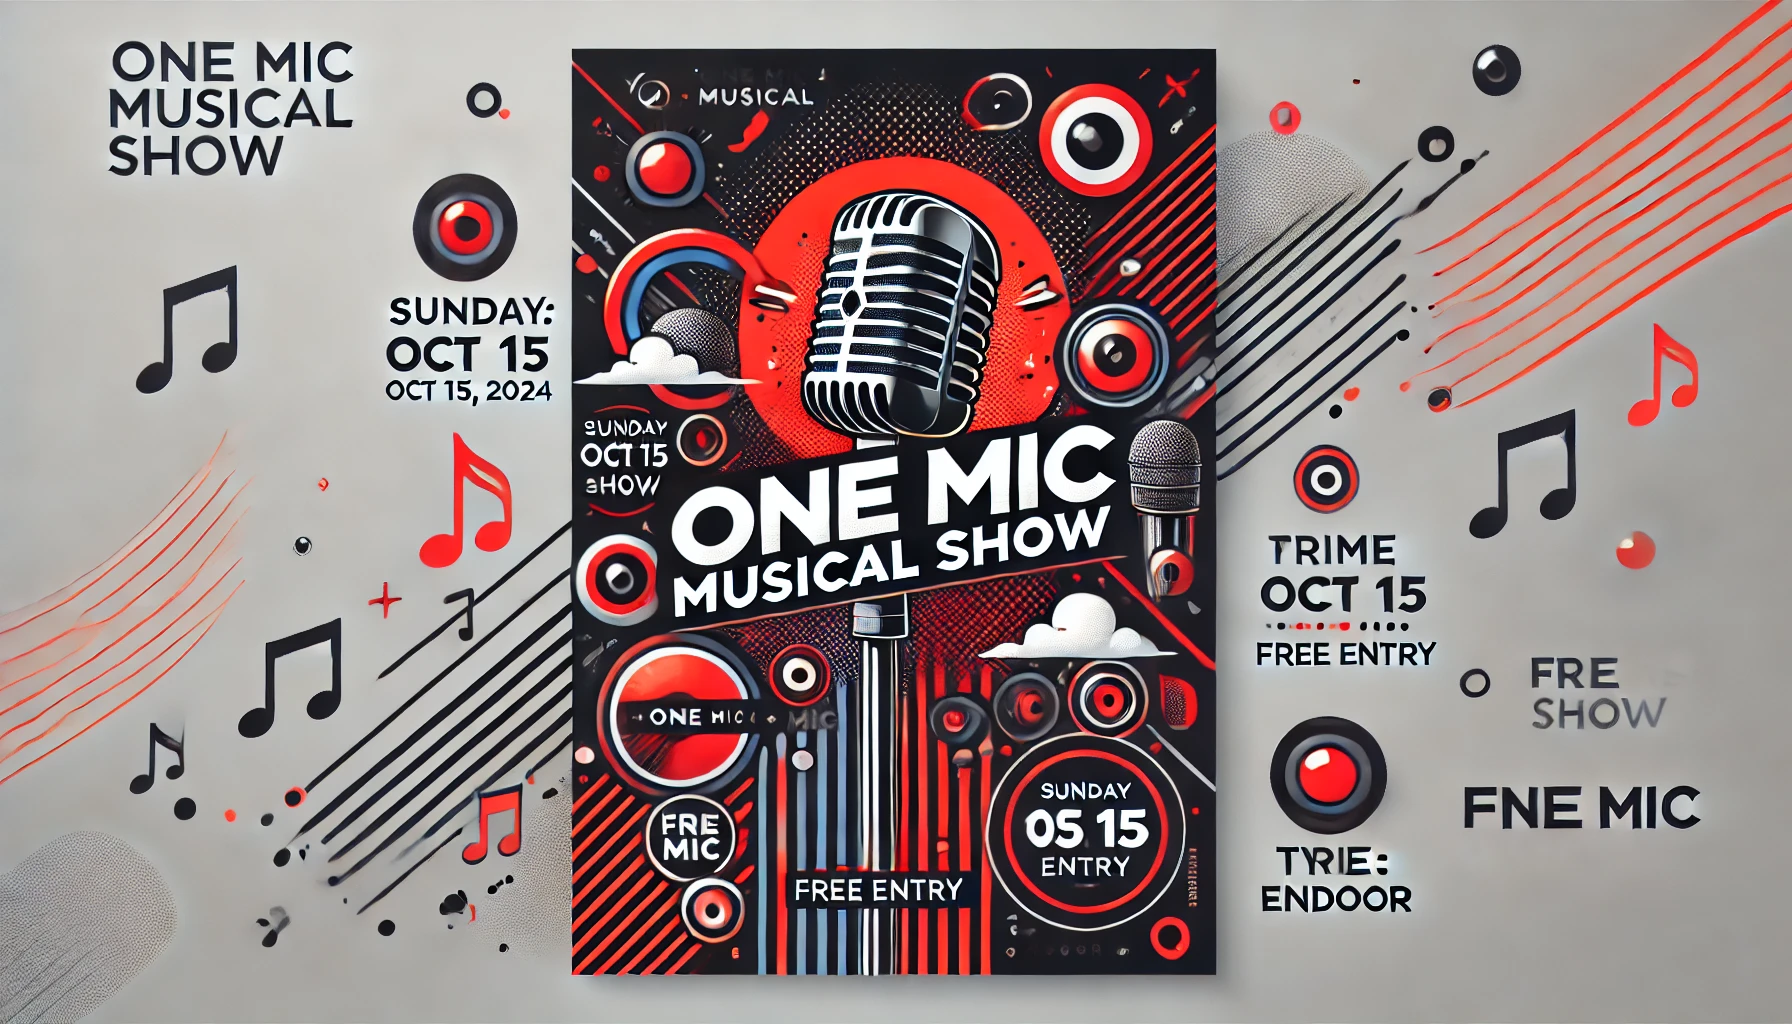 ONE MIC
MUSICAL
SHOW
SUNDAY:
OCT 15
OCT 15, 2024
MUSICAL
SUNDAY
OCT 15
SHOW
ONE MIC
MUSICAL SHOW
ONE MIC
MIC
FRE
MIC
FREE ENTRY
SUNDAY
05 15
ENTRY
TRIME
OCT 15
FREE ENTRY
FRE
SHOW
FNE MIC
TYRIE:
ENDOOR